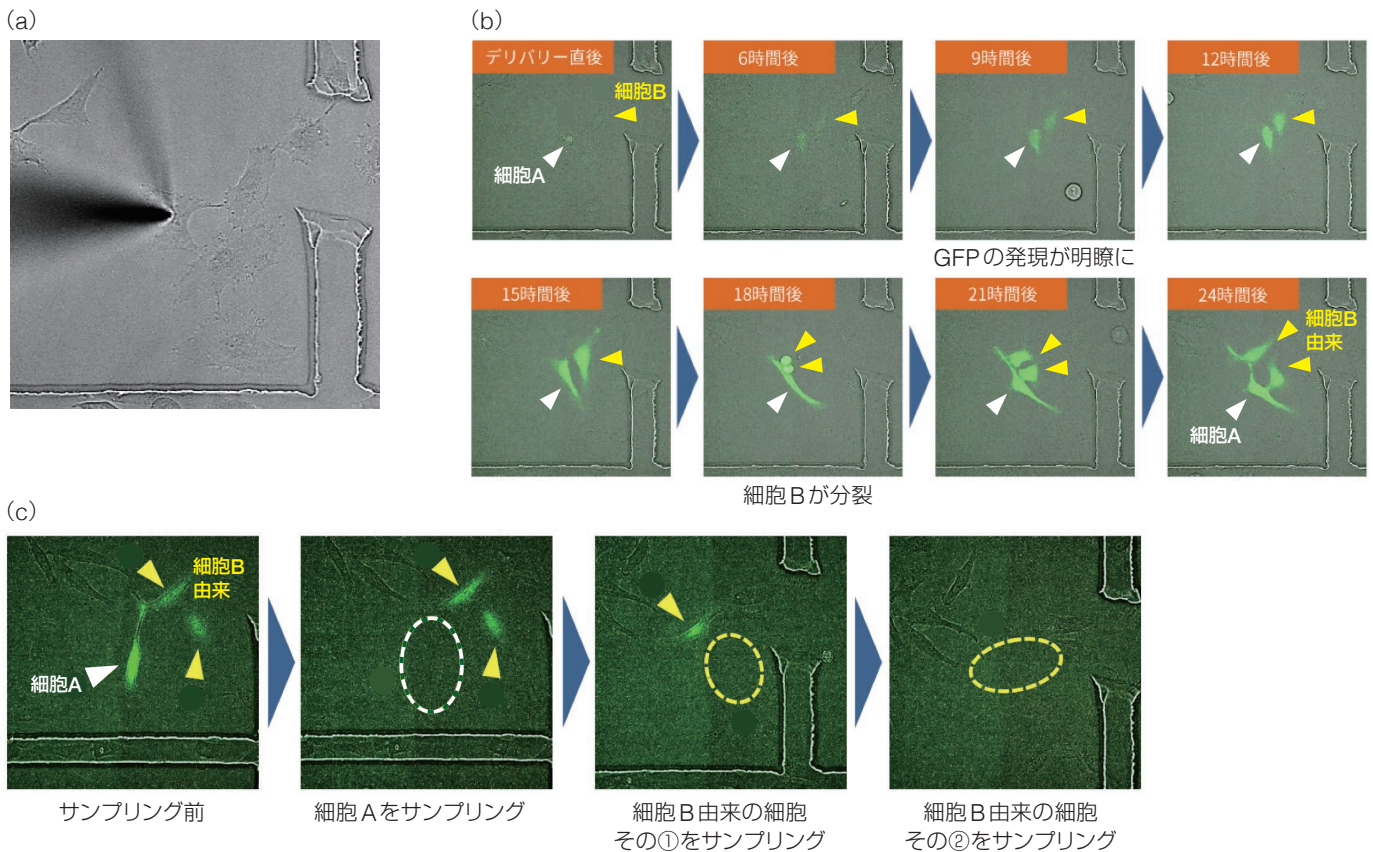 (a)
(b)
デリバリー直後
細胞B
細胞A
6時間後
9時間後
12時間後
GFPの発現が明瞭に
15時間後
18時間後
21時間後
24時間後
細胞B
由来
細胞A
細胞Bが分裂
(c)
細胞B
由来
細胞A
サンプリング前
細胞Aをサンプリング
細胞B由来の細胞
その①をサンプリング
細胞B由来の細胞
その②をサンプリング